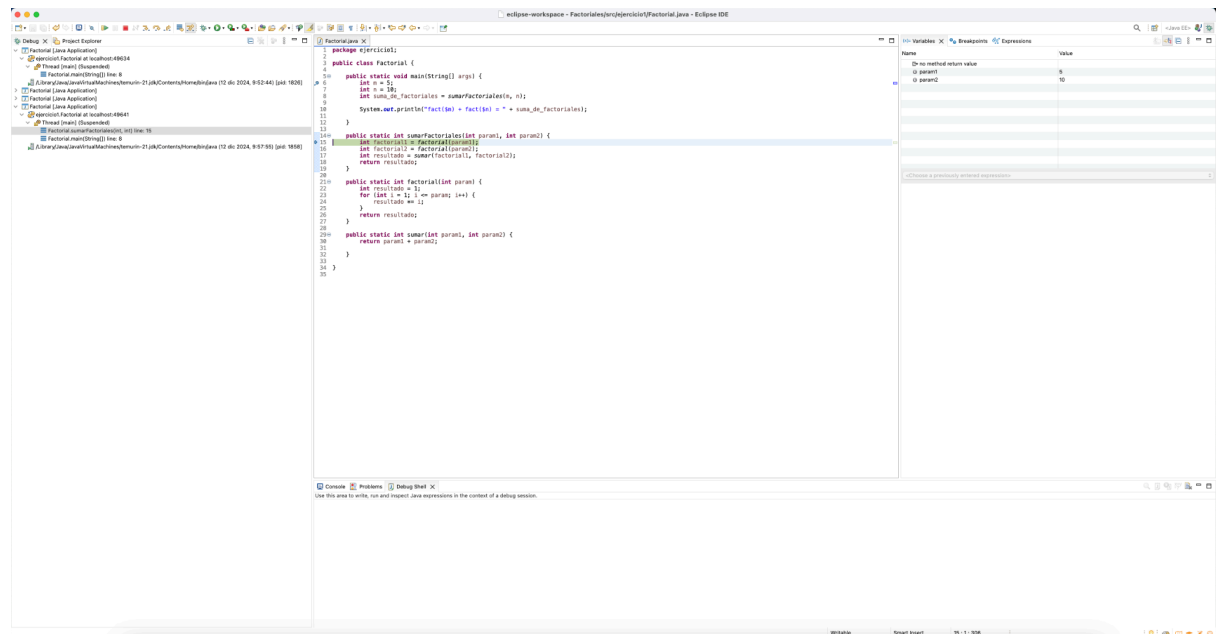 eclipse-workspace - Factoriales/src/ejercicio1/Factorial.java - Eclipse IDE
<Java EE>
Debug
Project Explorer
Factorial [Java Application]
ejercicio1.Factorial at localhost:49634
Thread [main] (Suspended)
Factorial.main(String[]) line: 8
/Library/Java/JavaVirtualMachines/temurin-21.jdk/Contents/Home/bin/java (12 dic 2024, 9:52:44) [pid: 1826]
Factorial [Java Application]
Factorial [Java Application]
Factorial [Java Application]
ejercicio1.Factorial at localhost:49641
Thread [main] (Suspended)
Factorial.sumarFactoriales(int, int) line: 15
Factorial.main(String[]) line: 8
/Library/Java/JavaVirtualMachines/temurin-21.jdk/Contents/Home/bin/java (12 dic 2024, 9:57:55) [pid: 1858]
Factorial.java
1 package ejercicio1;
2
3 public class Factorial {
4
5 public static void main(String[] args) {
6 int m = 5;
7 int n = 10;
8 int suma_de_factoriales = sumarFactoriales(m, n);
9
10 System.out.println("fact($m) + fact($n) = " + suma_de_factoriales);
11
12 }
13
14 public static int sumarFactoriales(int param1, int param2) {
15 int factorial1 = factorial(param1);
16 int factorial2 = factorial(param2);
17 int resultado = sumar(factorial1, factorial2);
18 return resultado;
19 }
20
21 public static int factorial(int param) {
22 int resultado = 1;
23 for (int i = 1; i <= param; i++) {
24 resultado *= i;
25 }
26 return resultado;
27 }
28
29 public static int sumar(int param1, int param2) {
30 return param1 + param2;
31
32 }
33
34 }
35
Variables
Breakpoints
Expressions
Name Value
no method return value
param1 5
param2 10
<Choose a previously entered expression>
Console
Problems
Debug Shell
Use this area to write, run and inspect Java expressions in the context of a debug session.
Writable
Smart Insert
15 : 1 : 306